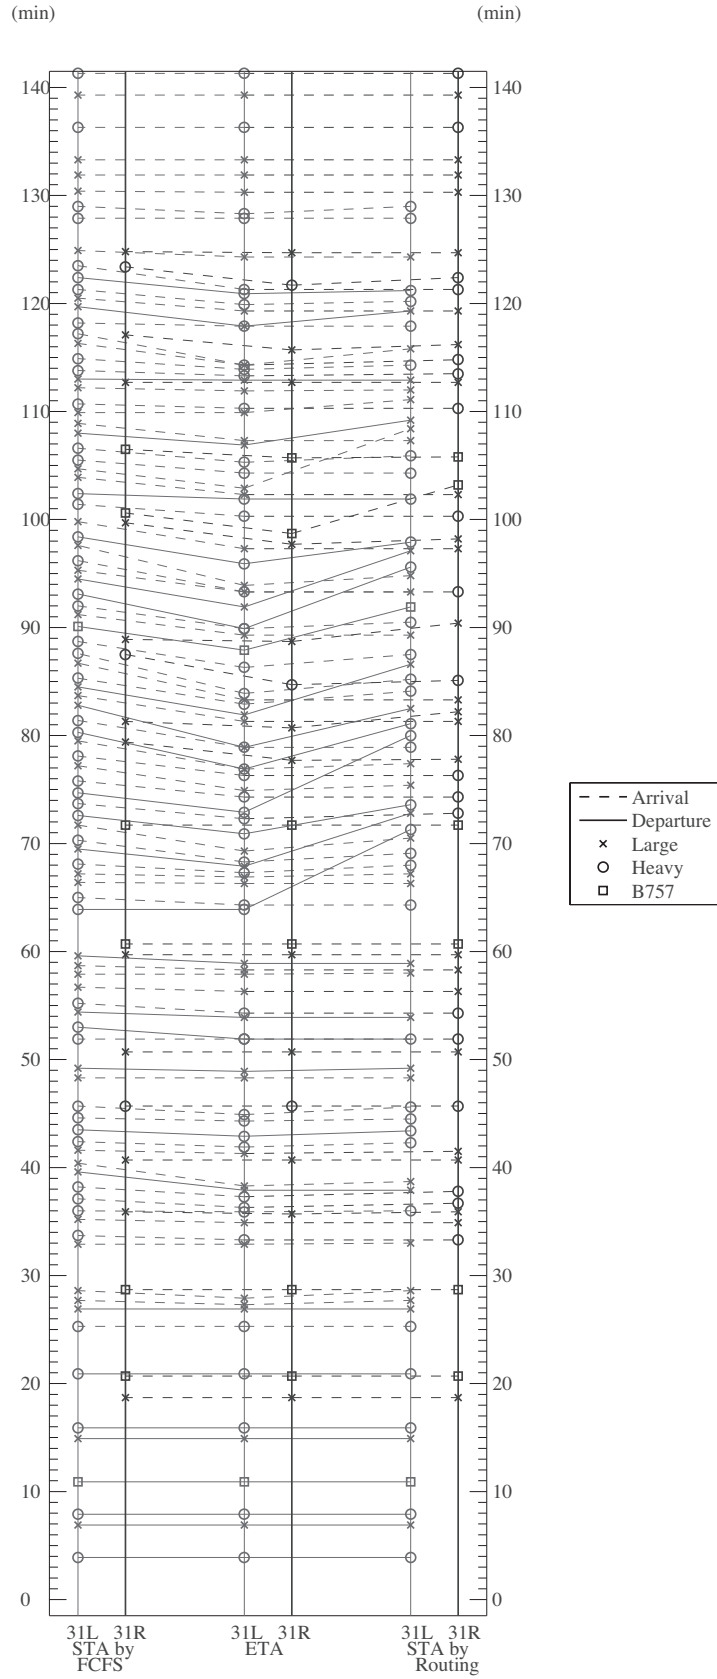 (min) (min)
140 140
130 130
120 120
110 110
100 100
90 90
80 80
70 70
Arrival
Departure
Large
Heavy
B757
60 60
50 50
40 40
30 30
20 20
10 10
0 0
31L 31R 31L 31R 31L 31R
STA by ETA STA by
FCFS Routing